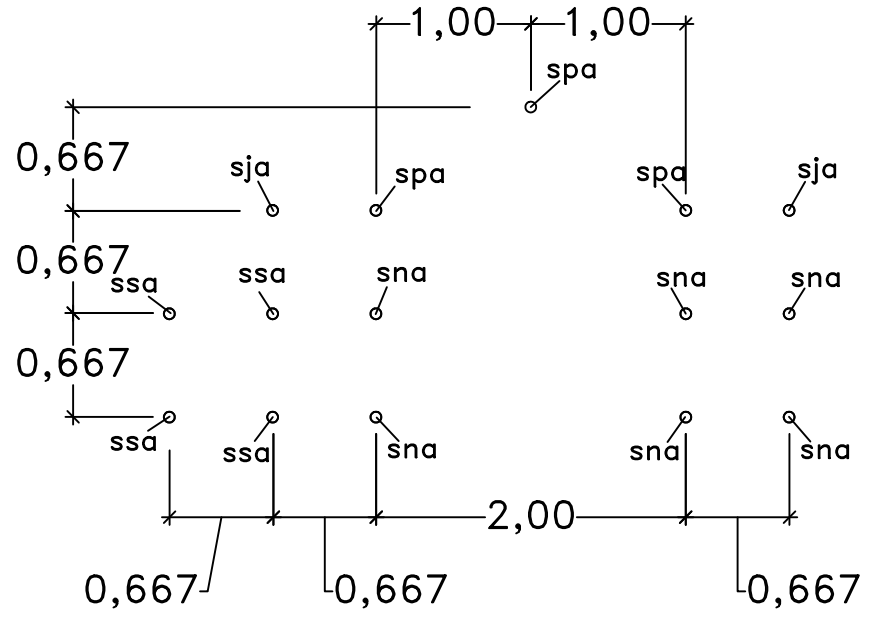 1,00 1,00
spa
0,667
sja spa spa sja
0,667
ssa ssa sna sna sna
0,667
ssa ssa sna sna sna
2,00
0,667 0,667 0,667